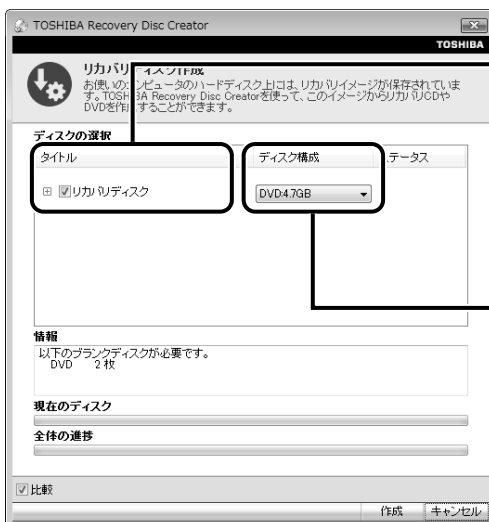 TOSHIBA Recovery Disc Creator
TOSHIBA
リカバリ ディスク作成
お使いのコンピュータのハードディスク上には、リカバリイメージが保存されていま
す。TOSHIBA Recovery Disc Creatorを使って、このイメージからリカバリCDや
DVDを作成することができます。
ディスクの選択
タイトル ディスク構成 ステータス
リカバリディスク DVD:4.7GB
情報
以下のブランクディスクが必要です。
DVD 2 枚
現在のディスク
全体の進捗
比較
作成 キャンセル